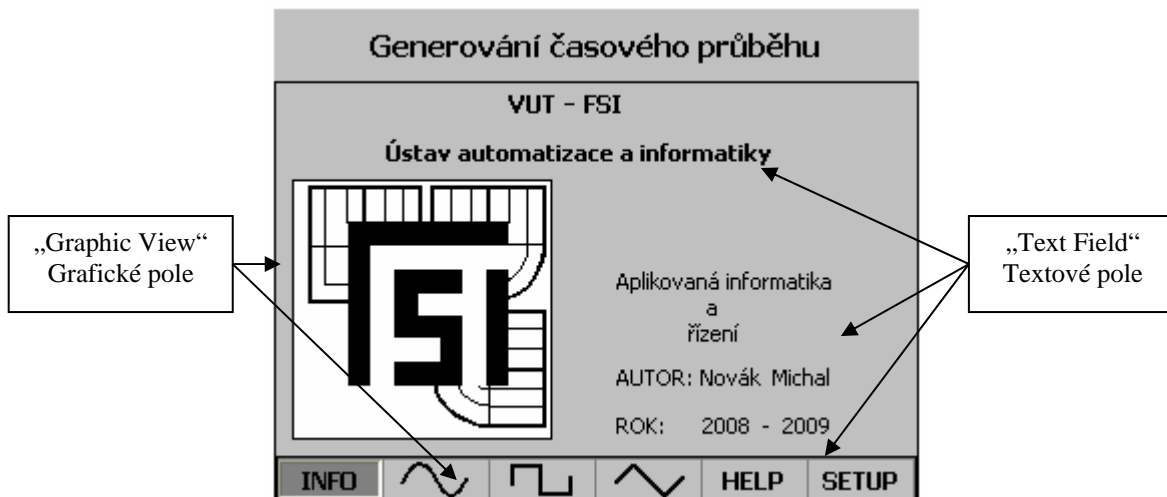 Generování časového průběhu
VUT - FSI
Ústav automatizace a informatiky
„Graphic View“
Grafické pole
FSI
„Text Field“
Textové pole
Aplikovaná informatika
a
řízení
AUTOR: Novák Michal
ROK: 2008 - 2009
INFO HELP SETUP